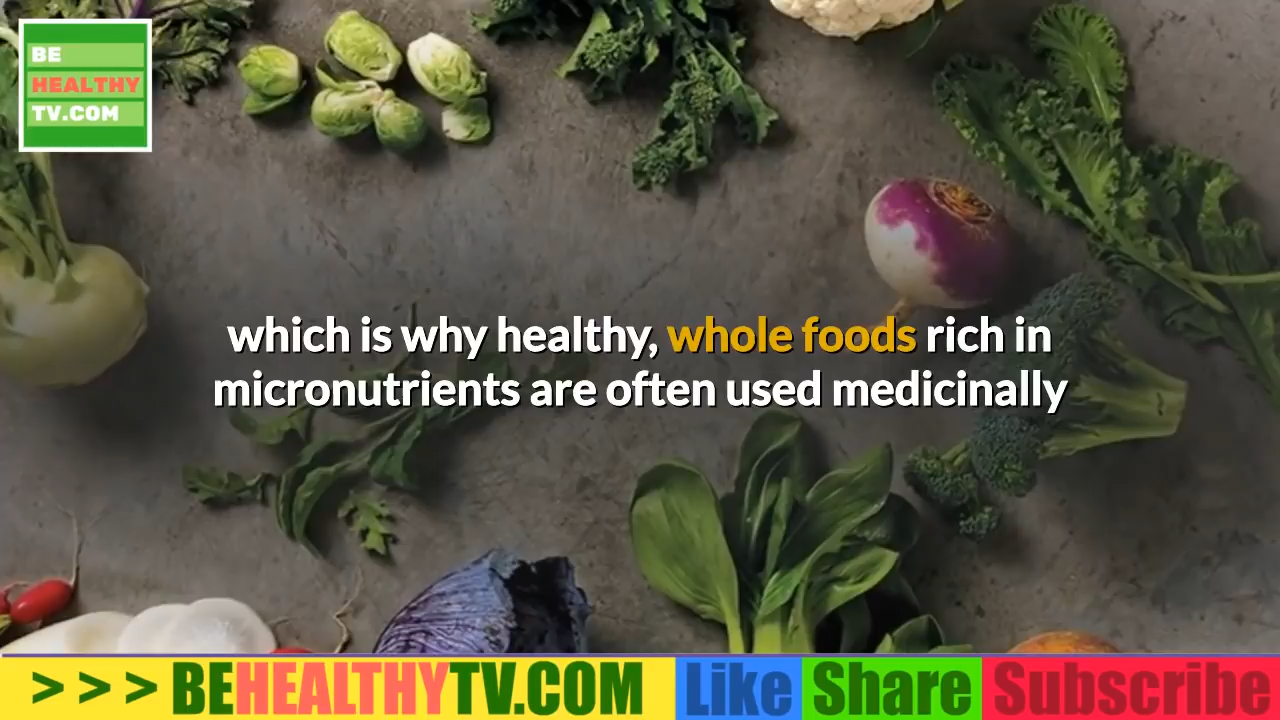 BE
HEALTHY
TV.COM
which is why healthy, whole foods rich in
micronutrients are often used medicinally
> > > BEHEALTHYTV.COM Like Share Subscribe